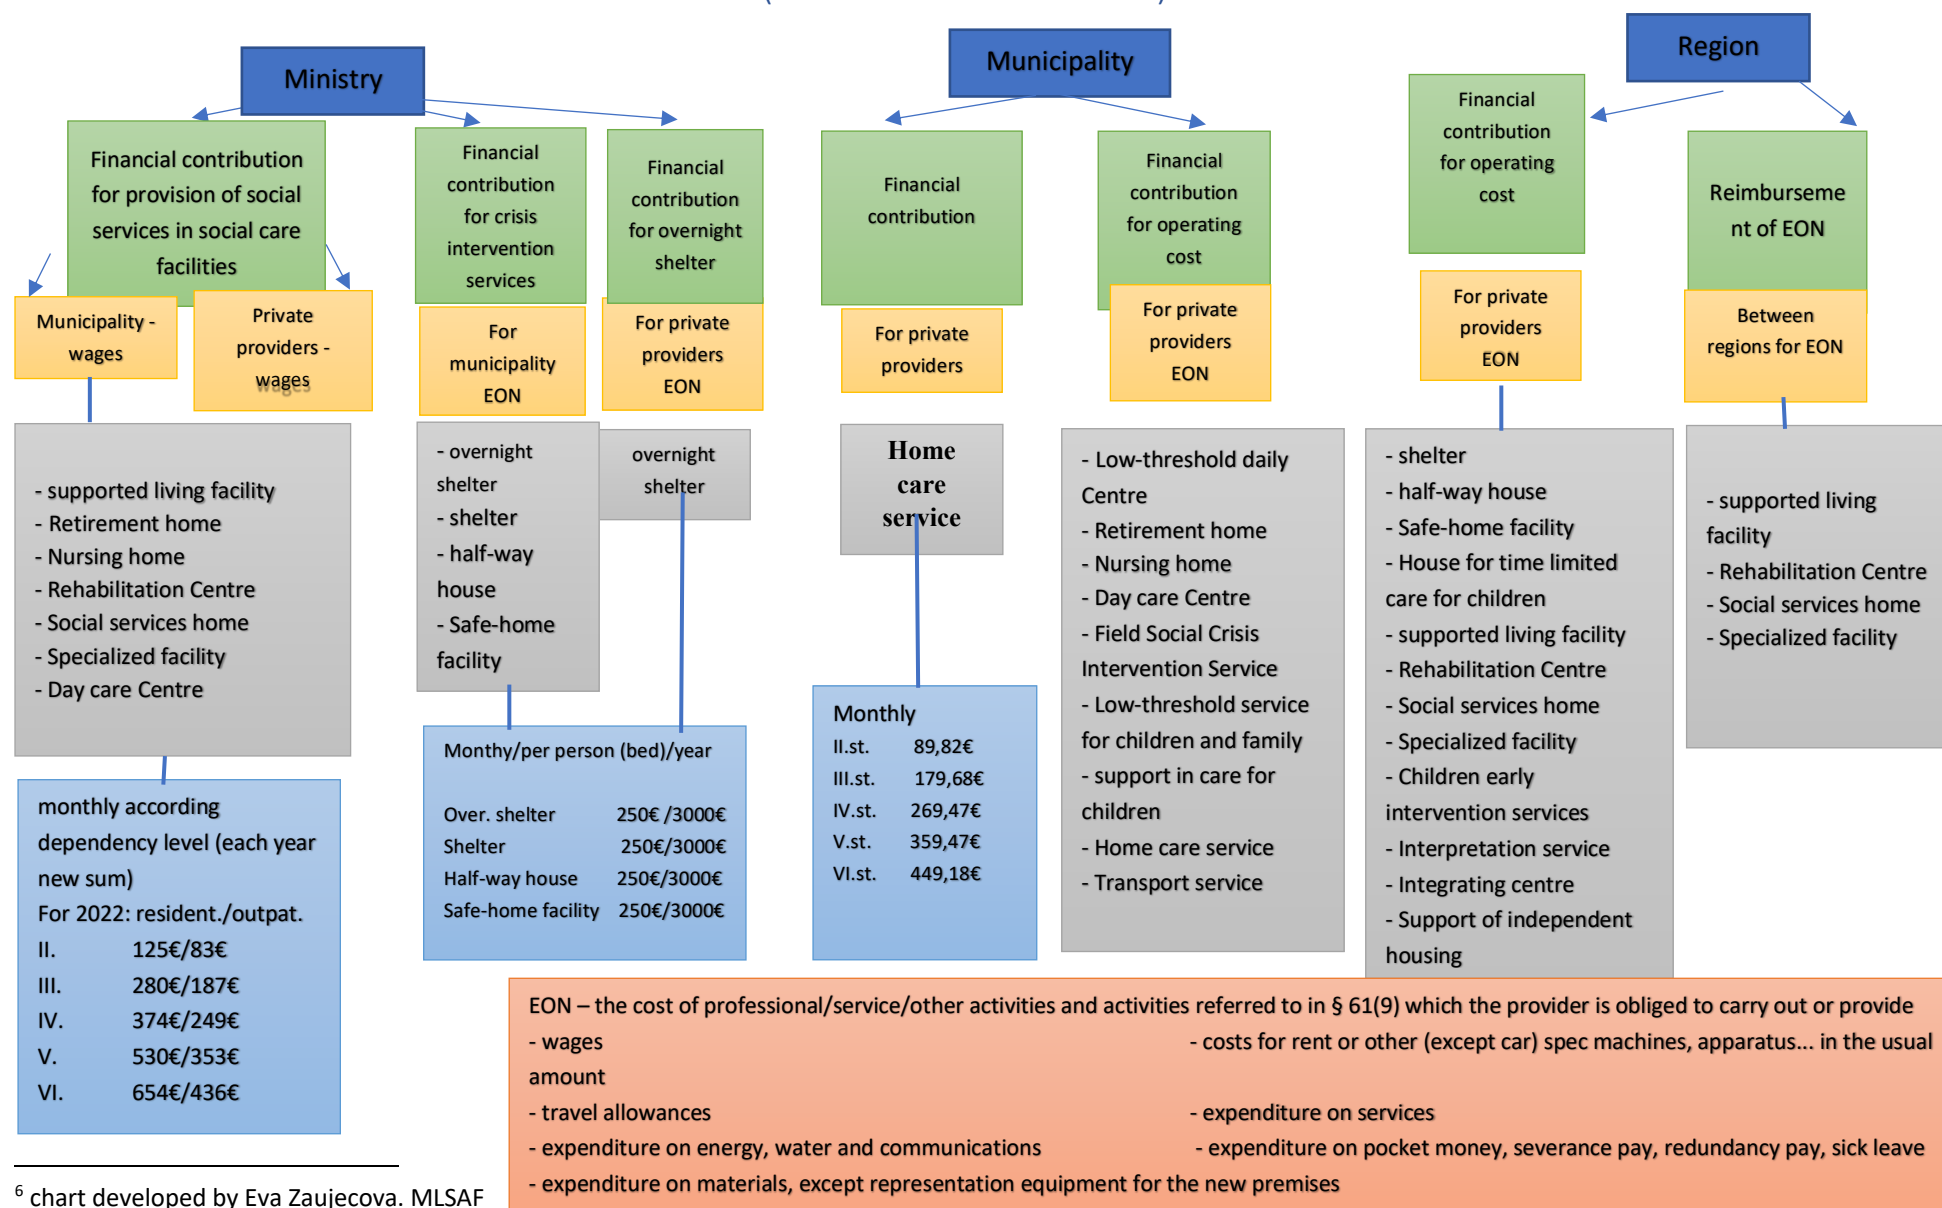 Ministry
Municipality
Region
Financial contribution
for provision of social
services in social care
facilities
Financial
contribution
for crisis
intervention
services
Financial
contribution
for overnight
shelter
Financial
contribution
Financial
contribution
for operating
cost
Financial
contribution
for operating
cost
Reimburseme
nt of EON
Municipality -
wages
Private
providers -
wages
For
municipality
EON
For private
providers
EON
For private
providers
For private
providers
EON
For private
providers
EON
Between
regions for EON
- supported living facility
- Retirement home
- Nursing home
- Rehabilitation Centre
- Social services home
- Specialized facility
- Day care Centre
- overnight
shelter
- shelter
- half-way
house
- Safe-home
facility
overnight
shelter
Home
care
service
- Low-threshold daily
Centre
- Retirement home
- Nursing home
- Day care Centre
- Field Social Crisis
Intervention Service
- Low-threshold service
for children and family
- support in care for
children
- Home care service
- Transport service
- shelter
- half-way house
- Safe-home facility
- House for time limited
care for children
- supported living facility
- Rehabilitation Centre
- Social services home
- Specialized facility
- Children early
intervention services
- Interpretation service
- Integrating centre
- Support of independent
housing
- supported living
facility
- Rehabilitation Centre
- Social services home
- Specialized facility
monthly according
dependency level (each year
new sum)
For 2022: resident./outpat.
II. 125€/83€
III. 280€/187€
IV. 374€/249€
V. 530€/353€
VI. 654€/436€
Monthy/per person (bed)/year
Over. shelter 250€ /3000€
Shelter 250€/3000€
Half-way house 250€/3000€
Safe-home facility 250€/3000€
Monthly
II.st. 89,82€
III.st. 179,68€
IV.st. 269,47€
V.st. 359,47€
VI.st. 449,18€
EON – the cost of professional/service/other activities and activities referred to in § 61(9) which the provider is obliged to carry out or provide
- wages - costs for rent or other (except car) spec machines, apparatus... in the usual
amount
- travel allowances - expenditure on services
- expenditure on energy, water and communications - expenditure on pocket money, severance pay, redundancy pay, sick leave
- expenditure on materials, except representation equipment for the new premises
6 chart developed by Eva Zaujecova. MLSAF